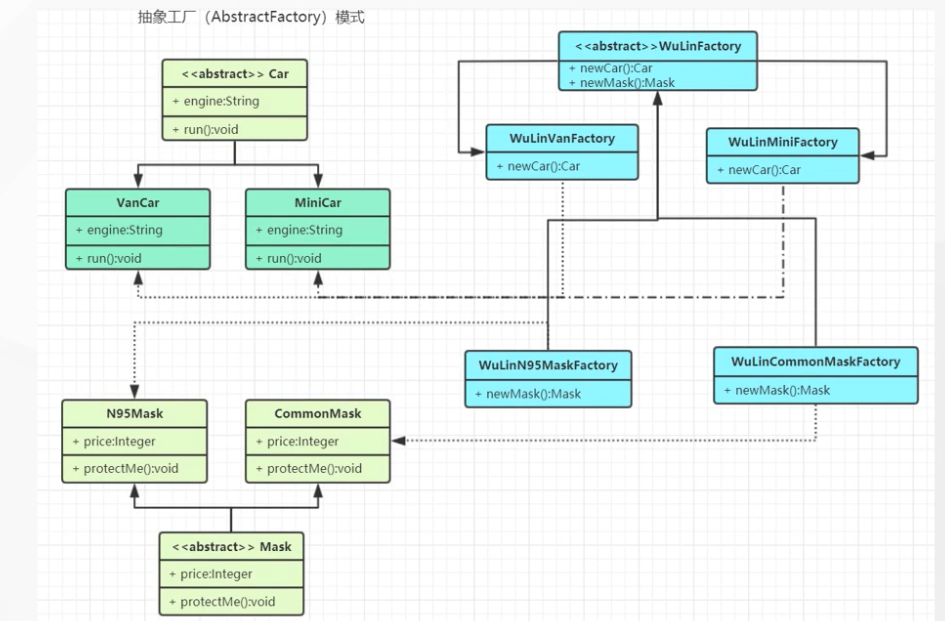 抽象工厂（AbstractFactory）模式
<<abstract>> Car
+ engine:String
+ run():void
<<abstract>>WuLinFactory
+ newCar():Car
+ newMask():Mask
WuLinVanFactory
+ newCar():Car
WuLinMiniFactory
+ newCar():Car
VanCar
+ engine:String
+ run():void
MiniCar
+ engine:String
+ run():void
WuLinN95MaskFactory
+ newMask():Mask
WuLinCommonMaskFactory
+ newMask():Mask
N95Mask
+ price:Integer
+ protectMe():void
CommonMask
+ price:Integer
+ protectMe():void
<<abstract>> Mask
+ price:Integer
+ protectMe():void